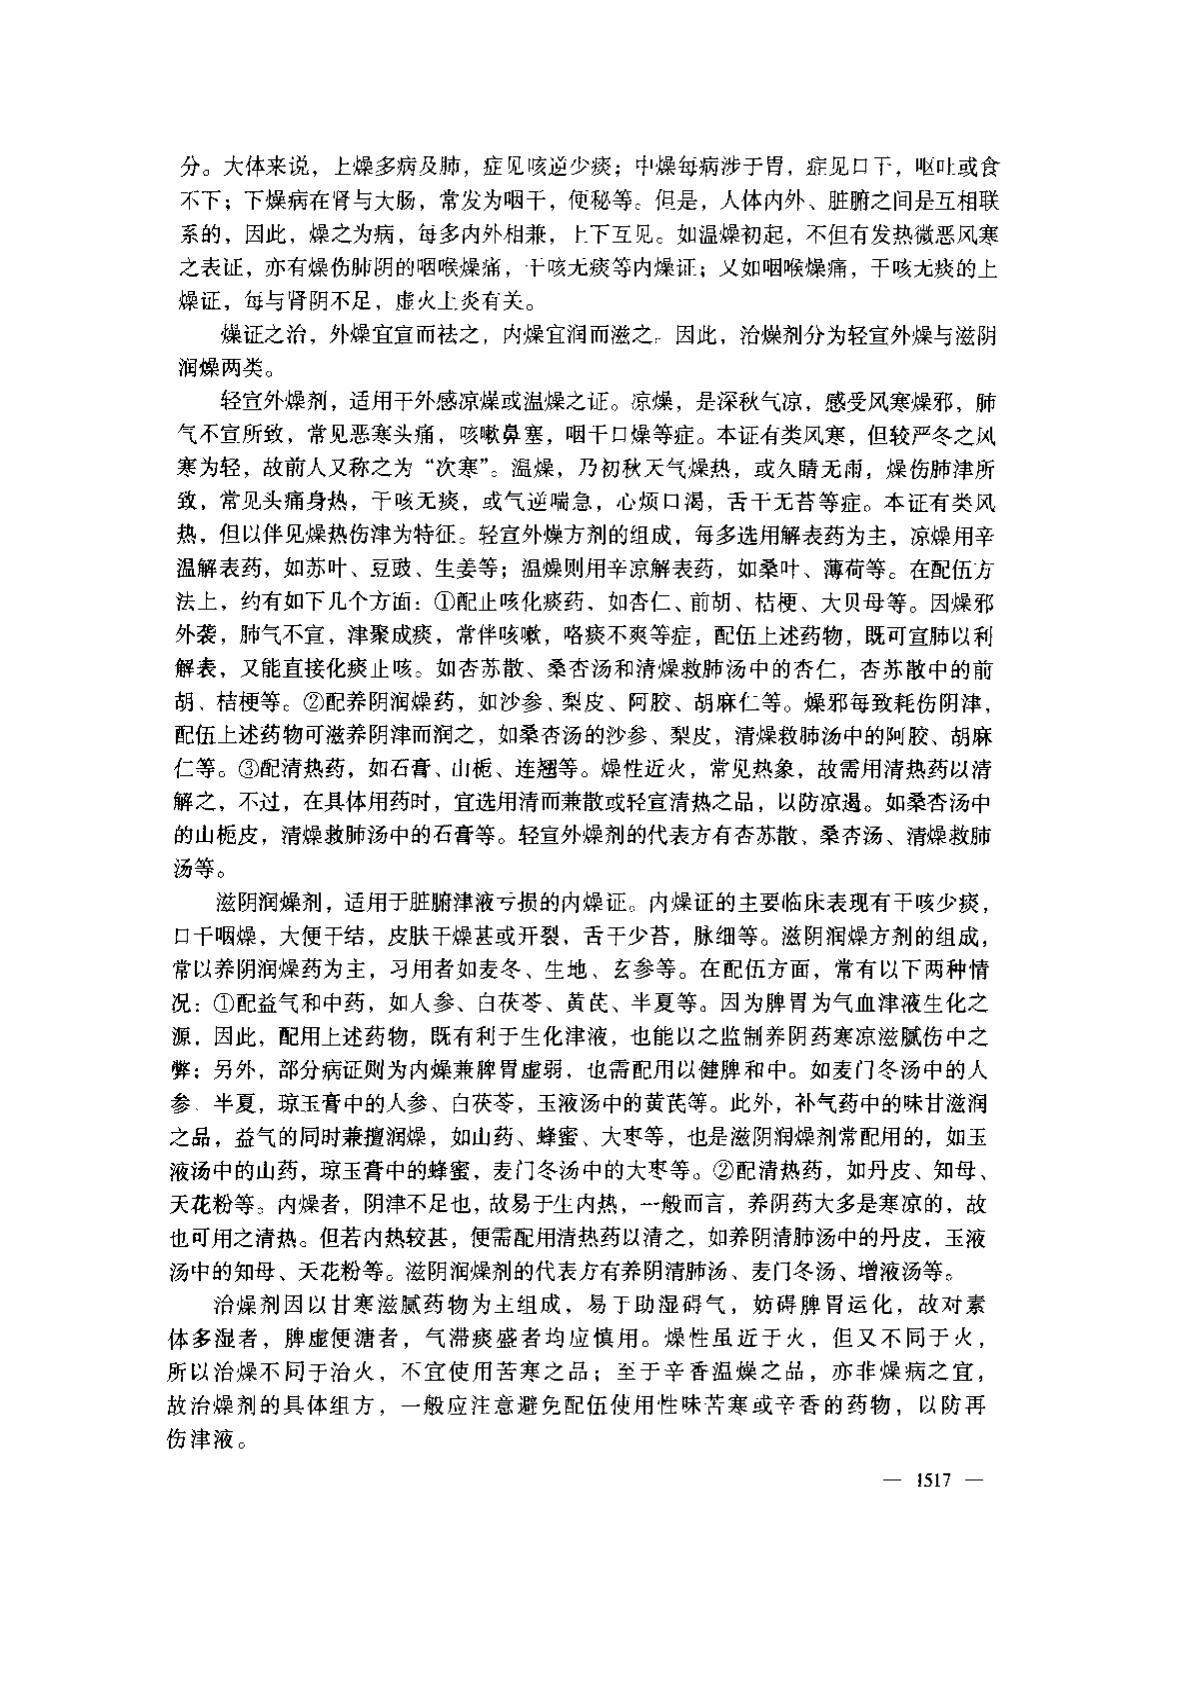 分。大体来说，上燥多病及肺，症见咳逆少痰；中燥每病涉于胃，症见口干，呕吐或食
不下；下燥病在肾与大肠，常发为咽干，便秘等。但是，人体内外、脏腑之间是互相联
系的，因此，燥之为病，每多内外相兼，上下互见。如温燥初起，不但有发热微恶风寒
之表证，亦有燥伤肺阴的咽喉燥痛，干咳无痰等内燥证；又如咽喉燥痛，干咳无痰的上
燥证，每与肾阴不足，虚火上炎有关。
燥证之治，外燥宜宣而祛之，内燥宜润而滋之。因此，治燥剂分为轻宣外燥与滋阴
润燥两类。
轻宣外燥剂，适用于外感凉燥或温燥之证。凉燥，是深秋气凉，感受风寒燥邪，肺
气不宣所致，常见恶寒头痛，咳嗽鼻塞，咽干口燥等症。本证有类风寒，但较严冬之风
寒为轻，故前人又称之为“次寒”。温燥，乃初秋天气燥热，或久晴无雨，燥伤肺津所
致，常见头痛身热，干咳无痰，或气逆喘急，心烦口渴，舌干无苔等症。本证有类风
热，但以伴见燥热伤津为特征。轻宣外燥方剂的组成，每多选用解表药为主，凉燥用辛
温解表药，如苏叶、豆豉、生姜等；温燥则用辛凉解表药，如桑叶、薄荷等。在配伍方
法上，约有如下几个方面：①配止咳化痰药，如杏仁、前胡、桔梗、大贝母等。因燥邪
外袭，肺气不宣，津聚成痰，常伴咳嗽，咯痰不爽等症，配伍上述药物，既可宣肺以利
解表，又能直接化痰止咳。如杏苏散、桑杏汤和清燥救肺汤中的杏仁，杏苏散中的前
胡、桔梗等。②配养阴润燥药，如沙参、梨皮、阿胶、胡麻仁等。燥邪每致耗伤阴津，
配伍上述药物可滋养阴津而润之，如桑杏汤的沙参、梨皮，清燥救肺汤中的阿胶、胡麻
仁等。③配清热药，如石膏、山栀、连翘等。燥性近火，常见热象，故需用清热药以清
解之，不过，在具体用药时，宜选用清而兼散或轻宣清热之品，以防凉遏。如桑杏汤中
的山栀皮，清燥救肺汤中的石膏等。轻宣外燥剂的代表方有杏苏散、桑杏汤、清燥救肺
汤等。
滋阴润燥剂，适用于脏腑津液亏损的内燥证。内燥证的主要临床表现有干咳少痰，
口干咽燥，大便干结，皮肤干燥甚或开裂，舌干少苔，脉细等。滋阴润燥方剂的组成，
常以养阴润燥药为主，习用者如麦冬、生地、玄参等。在配伍方面，常有以下两种情
况：①配益气和中药，如人参、白茯苓、黄芪、半夏等。因为脾胃为气血津液生化之
源，因此，配用上述药物，既有利于生化津液，也能以之监制养阴药寒凉滋腻伤中之
弊；另外，部分病证则为内燥兼脾胃虚弱，也需配用以健脾和中。如麦门冬汤中的人
参、半夏，琼玉膏中的人参、白茯苓，玉液汤中的黄芪等。此外，补气药中的味甘滋润
之品，益气的同时兼擅润燥，如山药、蜂蜜、大枣等，也是滋阴润燥剂常配用的，如玉
液汤中的山药，琼玉膏中的蜂蜜，麦门冬汤中的大枣等。②配清热药，如丹皮、知母、
天花粉等。内燥者，阴津不足也，故易于生内热，一般而言，养阴药大多是寒凉的，故
也可用之清热。但若内热较甚，便需配用清热药以清之，如养阴清肺汤中的丹皮，玉液
汤中的知母、天花粉等。滋阴润燥剂的代表方有养阴清肺汤、麦门冬汤、增液汤等。
治燥剂因以甘寒滋腻药物为主组成，易于助湿碍气，妨碍脾胃运化，故对素
体多湿者，脾虚便溏者，气滞痰盛者均应慎用。燥性虽近于火，但又不同于火，
所以治燥不同于治火，不宜使用苦寒之品；至于辛香温燥之品，亦非燥病之宜，
故治燥剂的具体组方，一般应注意避免配伍使用性味苦寒或辛香的药物，以防再
伤津液。
— 1517 —